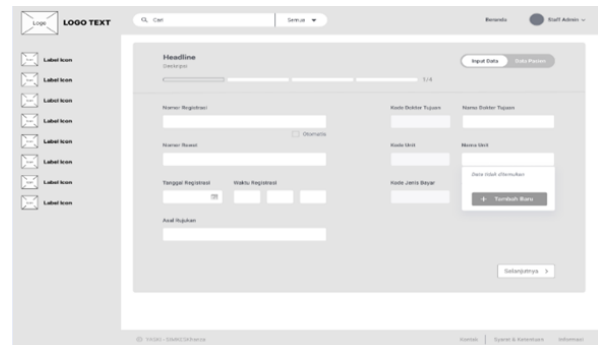 Logo LOGO TEXT
Cari Semua
Beranda Staff Admin
Label Icon
Label Icon
Label Icon
Label Icon
Label Icon
Label Icon
Label Icon
Label Icon
Headline
Deskripsi
Input Data Data Pasien
1/4
Nomor Registrasi
Otomatis
Nomor Rawat
Tanggal Registrasi Waktu Registrasi
Asal Rujukan
Kode Dokter Tujuan Nama Dokter Tujuan
Kode Unit Nama Unit
Data tidak ditemukan
+ Tambah Baru
Kode Jenis Bayar
Selanjutnya >
Kontak Syarat & Ketentuan Informasi